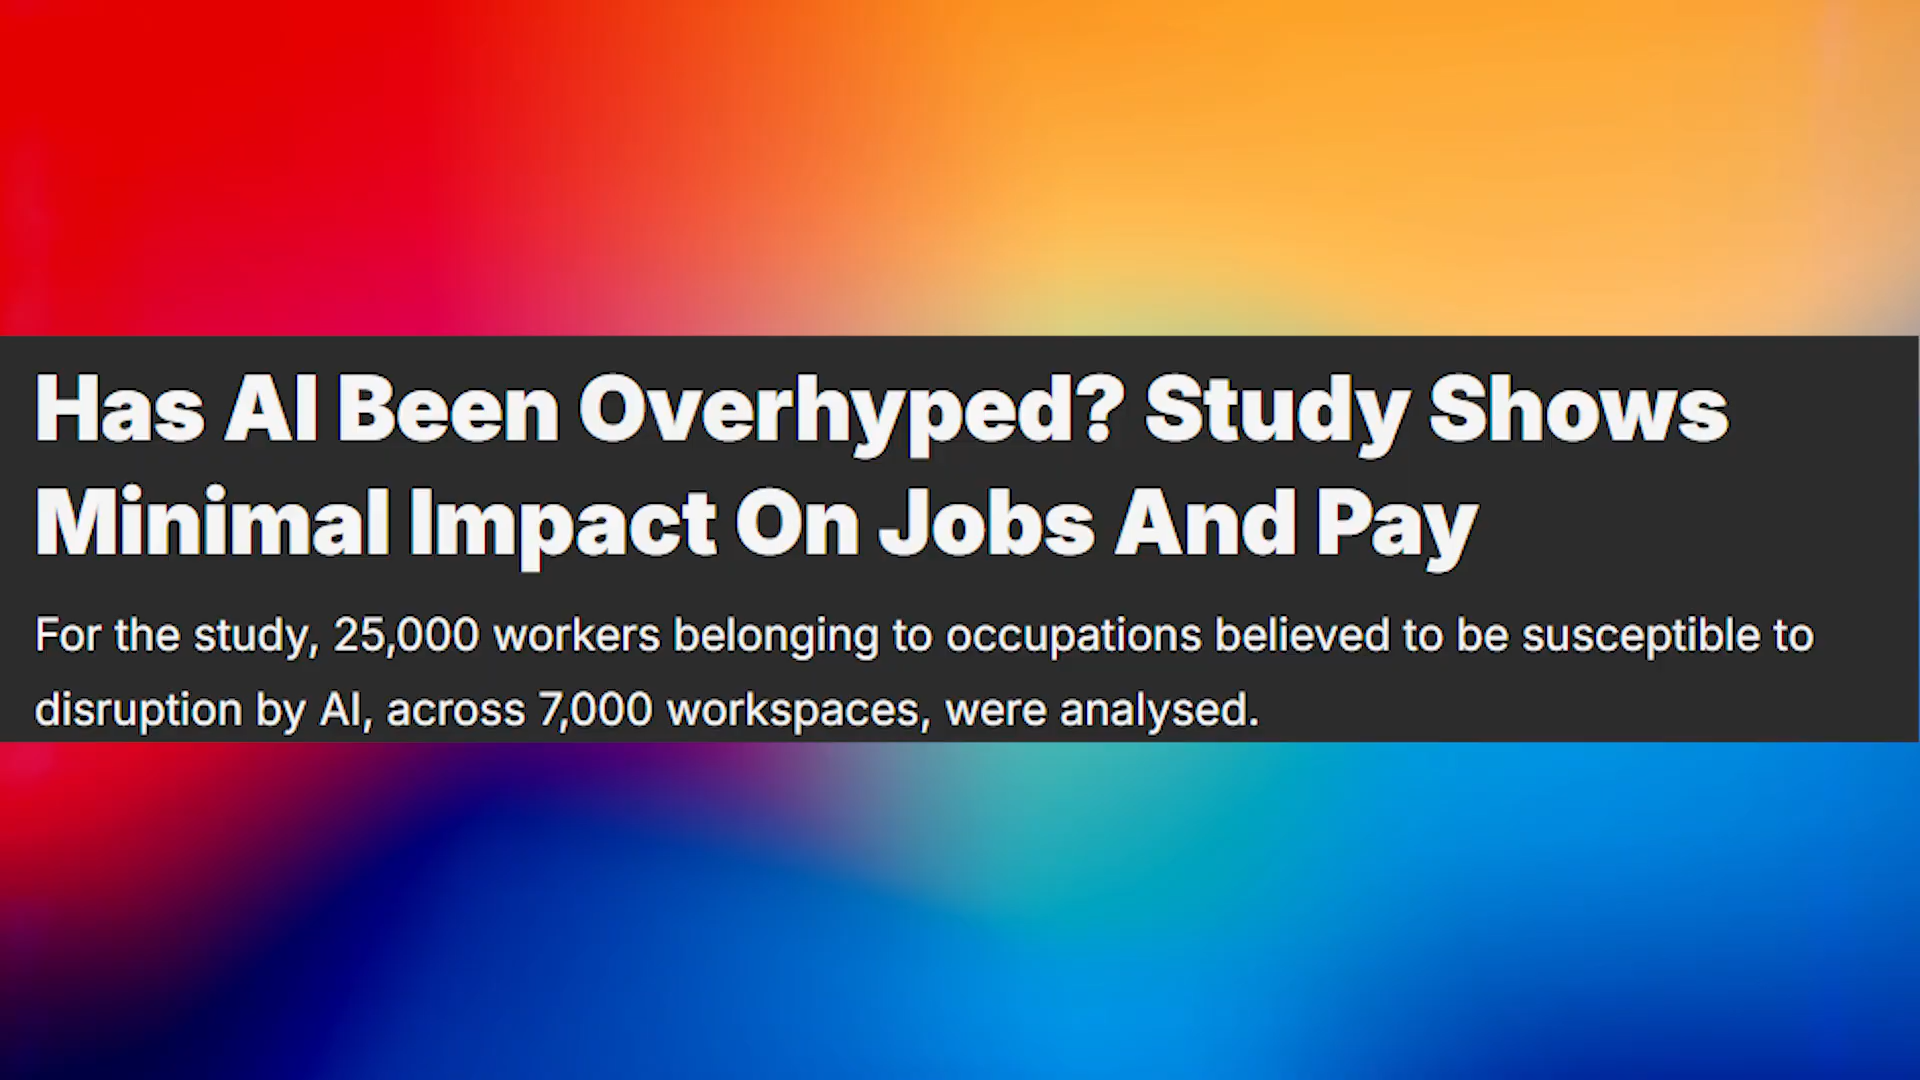 Has AI Been Overhyped? Study Shows
Minimal Impact On Jobs And Pay
For the study, 25,000 workers belonging to occupations believed to be susceptible to
disruption by AI, across 7,000 workspaces, were analysed.